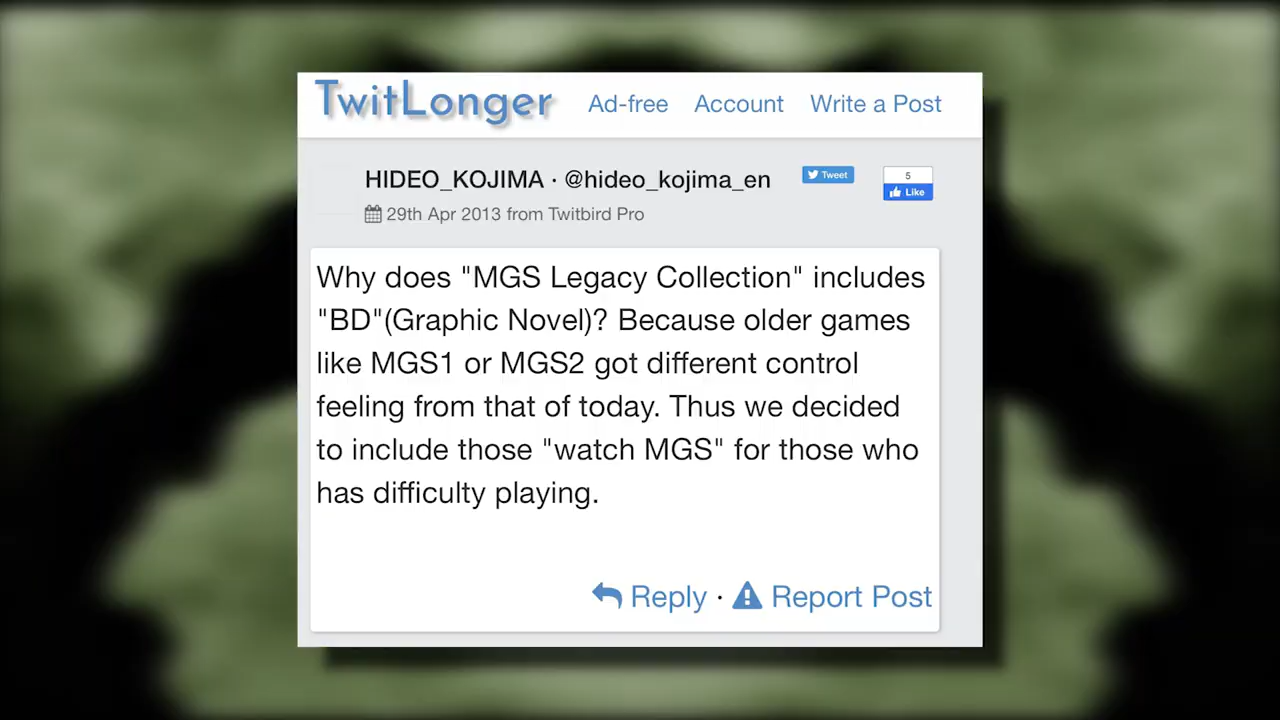 TwitLonger Ad-free Account Write a Post
HIDEO_KOJIMA · @hideo_kojima_en Tweet 5
Like
29th Apr 2013 from Twitbird Pro
Why does "MGS Legacy Collection" includes
"BD"(Graphic Novel)? Because older games
like MGS1 or MGS2 got different control
feeling from that of today. Thus we decided
to include those "watch MGS" for those who
has difficulty playing.
Reply · Report Post